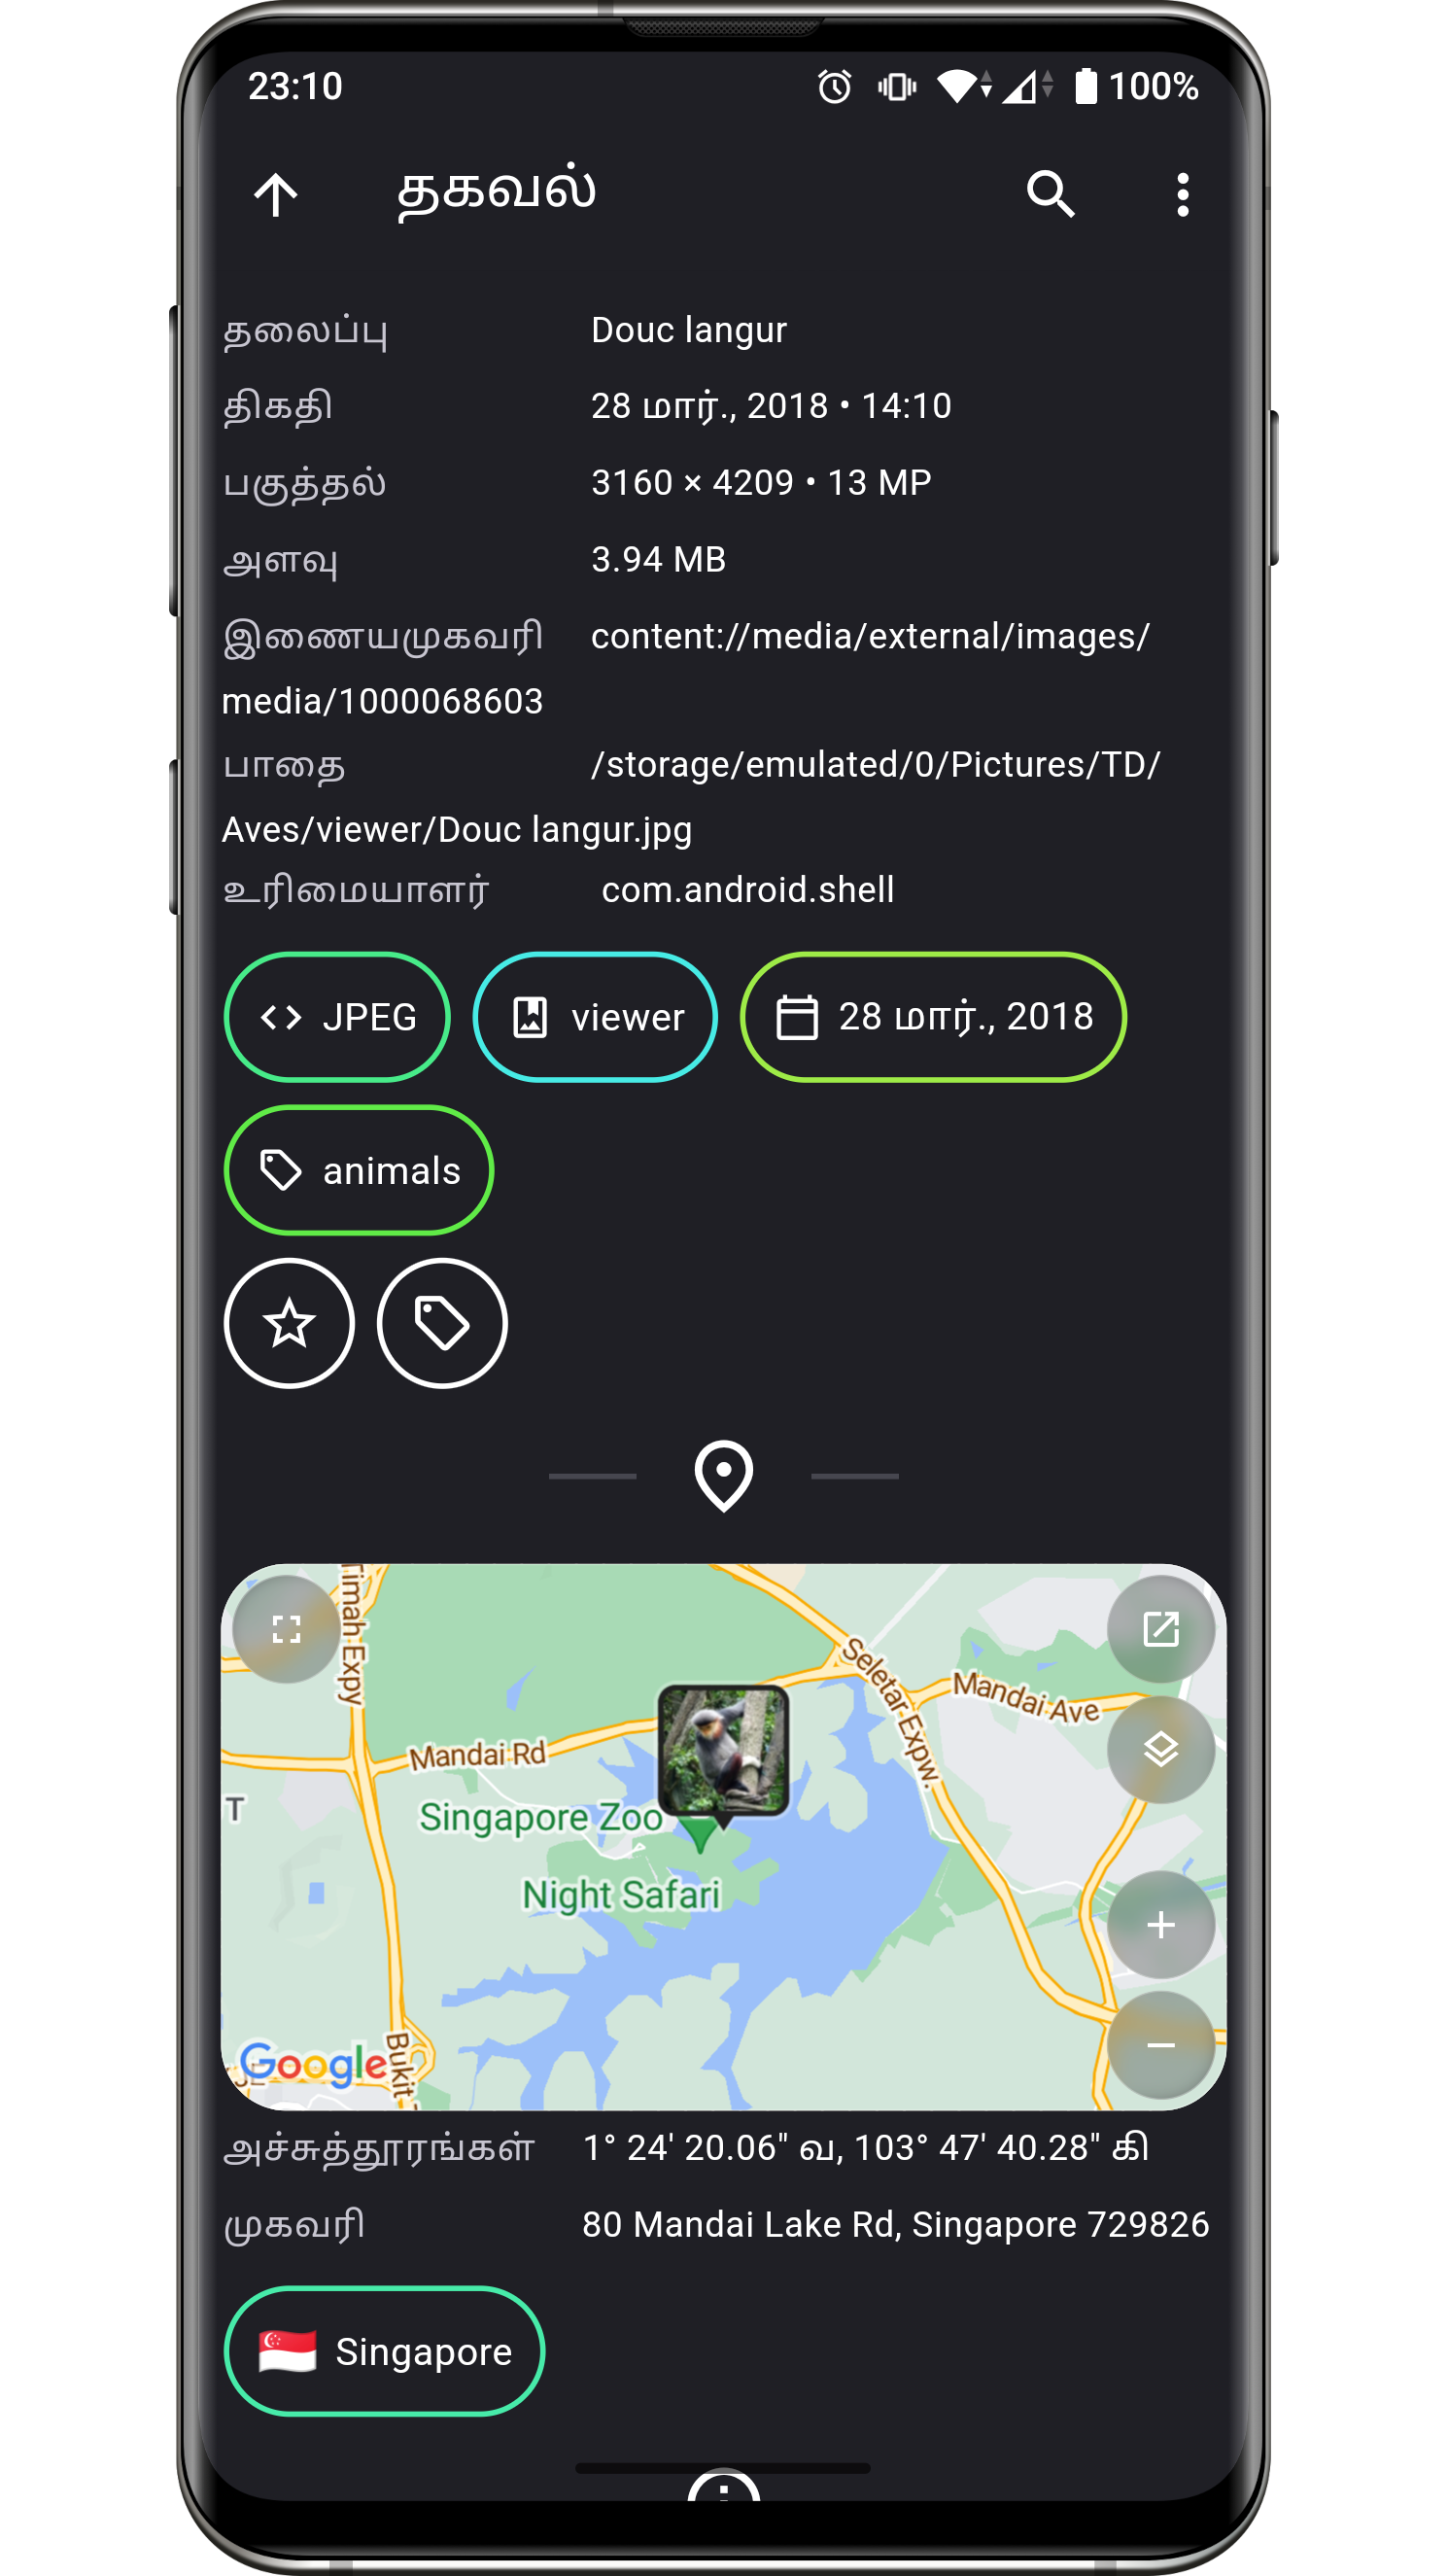 23:10 100%
தகவல்
தலைப்பு Douc langur
திகதி 28 மார்., 2018 • 14:10
பகுத்தல் 3160 × 4209 • 13 MP
அளவு 3.94 MB
இணையமுகவரி content://media/external/images/
media/1000068603
பாதை /storage/emulated/0/Pictures/TD/
Aves/viewer/Douc langur.jpg
உரிமையாளர் com.android.shell
JPEG viewer 28 மார்., 2018
animals
Timah Expy
Seletar Expw.
Mandai Ave
Mandai Rd
T
Singapore Zoo
Night Safari
Google
Bukit
அச்சுத்தூரங்கள் 1° 24' 20.06" வ, 103° 47' 40.28" கி
முகவரி 80 Mandai Lake Rd, Singapore 729826
Singapore